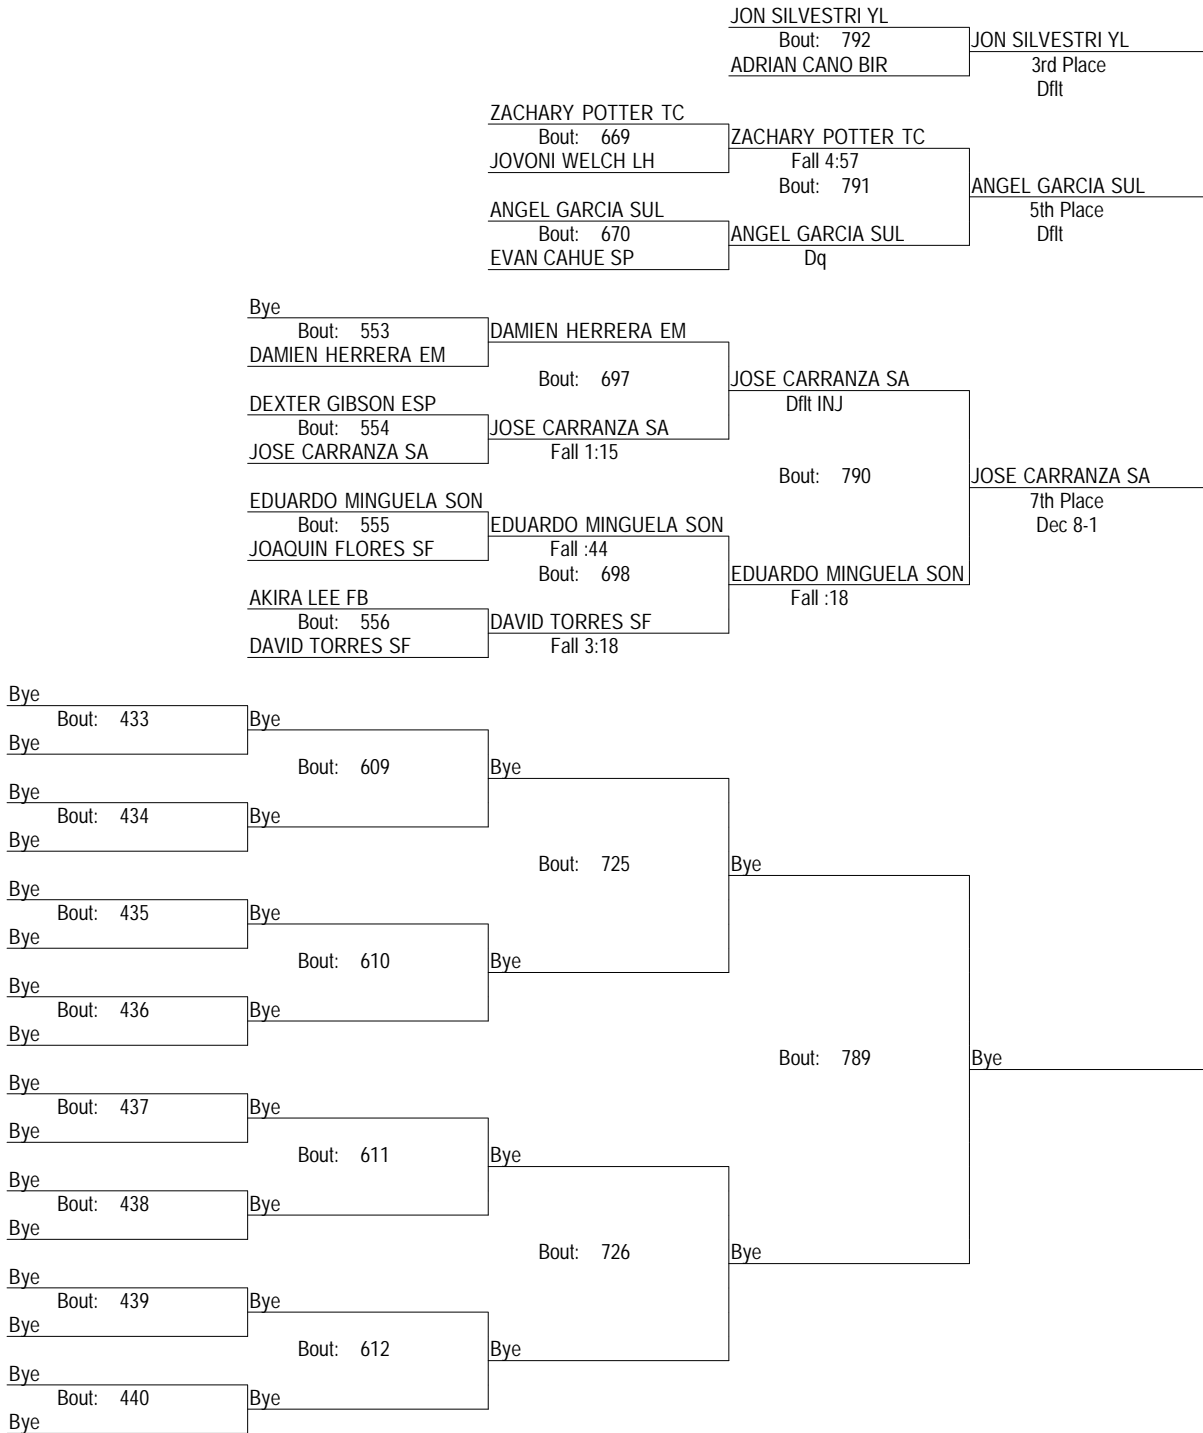 JON SILVESTRI YL
Bout: 792
JON SILVESTRI YL
ADRIAN CANO BIR
3rd Place
Dflt
ZACHARY POTTER TC
Bout: 669
ZACHARY POTTER TC
JOVONI WELCH LH
Fall 4:57
Bout: 791
ANGEL GARCIA SUL
ANGEL GARCIA SUL
5th Place
Bout: 670
ANGEL GARCIA SUL
Dflt
EVAN CAHUE SP
Dq
Bye
Bout: 553
DAMIEN HERRERA EM
DAMIEN HERRERA EM
Bout: 697
JOSE CARRANZA SA
DEXTER GIBSON ESP
Dflt INJ
Bout: 554
JOSE CARRANZA SA
JOSE CARRANZA SA
Fall 1:15
Bout: 790
JOSE CARRANZA SA
EDUARDO MINGUELA SON
7th Place
Bout: 555
EDUARDO MINGUELA SON
Dec 8-1
JOAQUIN FLORES SF
Fall :44
Bout: 698
EDUARDO MINGUELA SON
AKIRA LEE FB
Fall :18
Bout: 556
DAVID TORRES SF
DAVID TORRES SF
Fall 3:18
Bye
Bout: 433
Bye
Bye
Bout: 609
Bye
Bye
Bout: 434
Bye
Bye
Bout: 725
Bye
Bye
Bout: 435
Bye
Bye
Bout: 610
Bye
Bye
Bout: 436
Bye
Bye
Bout: 789
Bye
Bye
Bout: 437
Bye
Bye
Bout: 611
Bye
Bye
Bout: 438
Bye
Bye
Bout: 726
Bye
Bye
Bout: 439
Bye
Bye
Bout: 612
Bye
Bye
Bout: 440
Bye
Bye